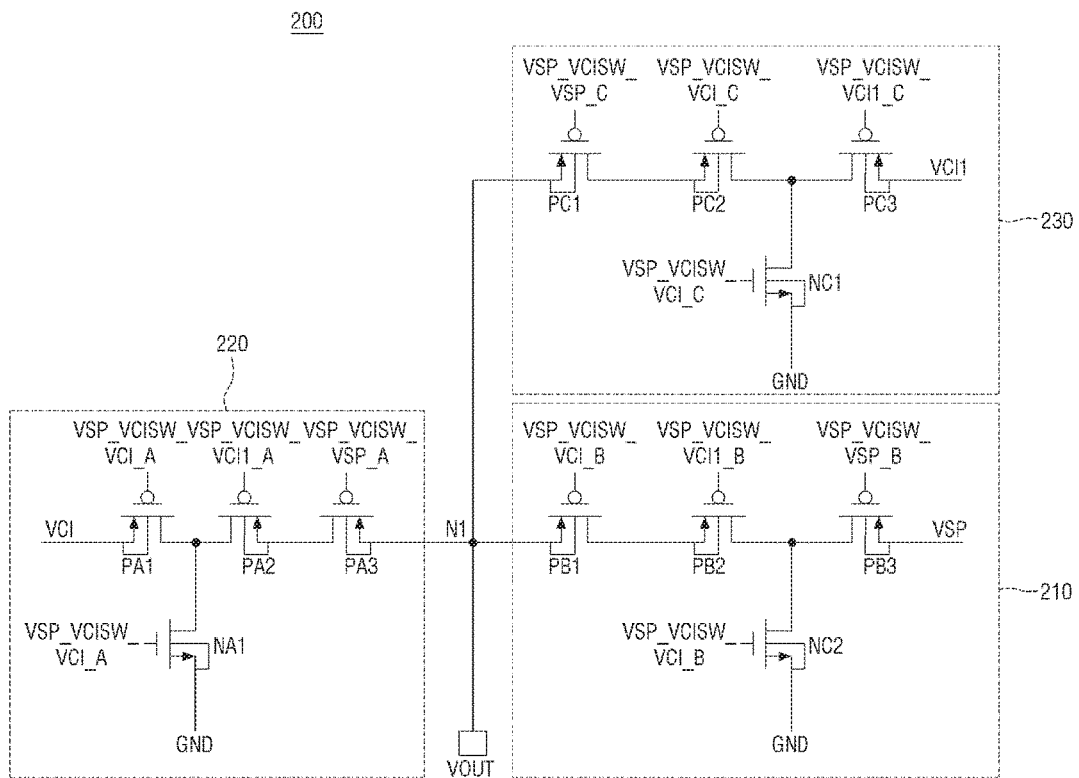 200
VSP_VCISW_
VSP_C
VSP_VCISW_
VCI_C
VSP_VCISW_
VCI1_C
VCI1
PC1
PC2
PC3
230
VSP_VCISW_
VCI_C
NC1
GND
220
VSP_VCISW_
VCI_A
VSP_VCISW_
VCI1_A
VSP_VCISW_
VSP_A
VCI
PA1
PA2
PA3
N1
VSP_VCISW_
VCI_A
NA1
GND
VSP_VCISW_
VCI_B
VSP_VCISW_
VCI1_B
VSP_VCISW_
VSP_B
VSP
PB1
PB2
PB3
210
VSP_VCISW_
VCI_B
NC2
GND
VOUT